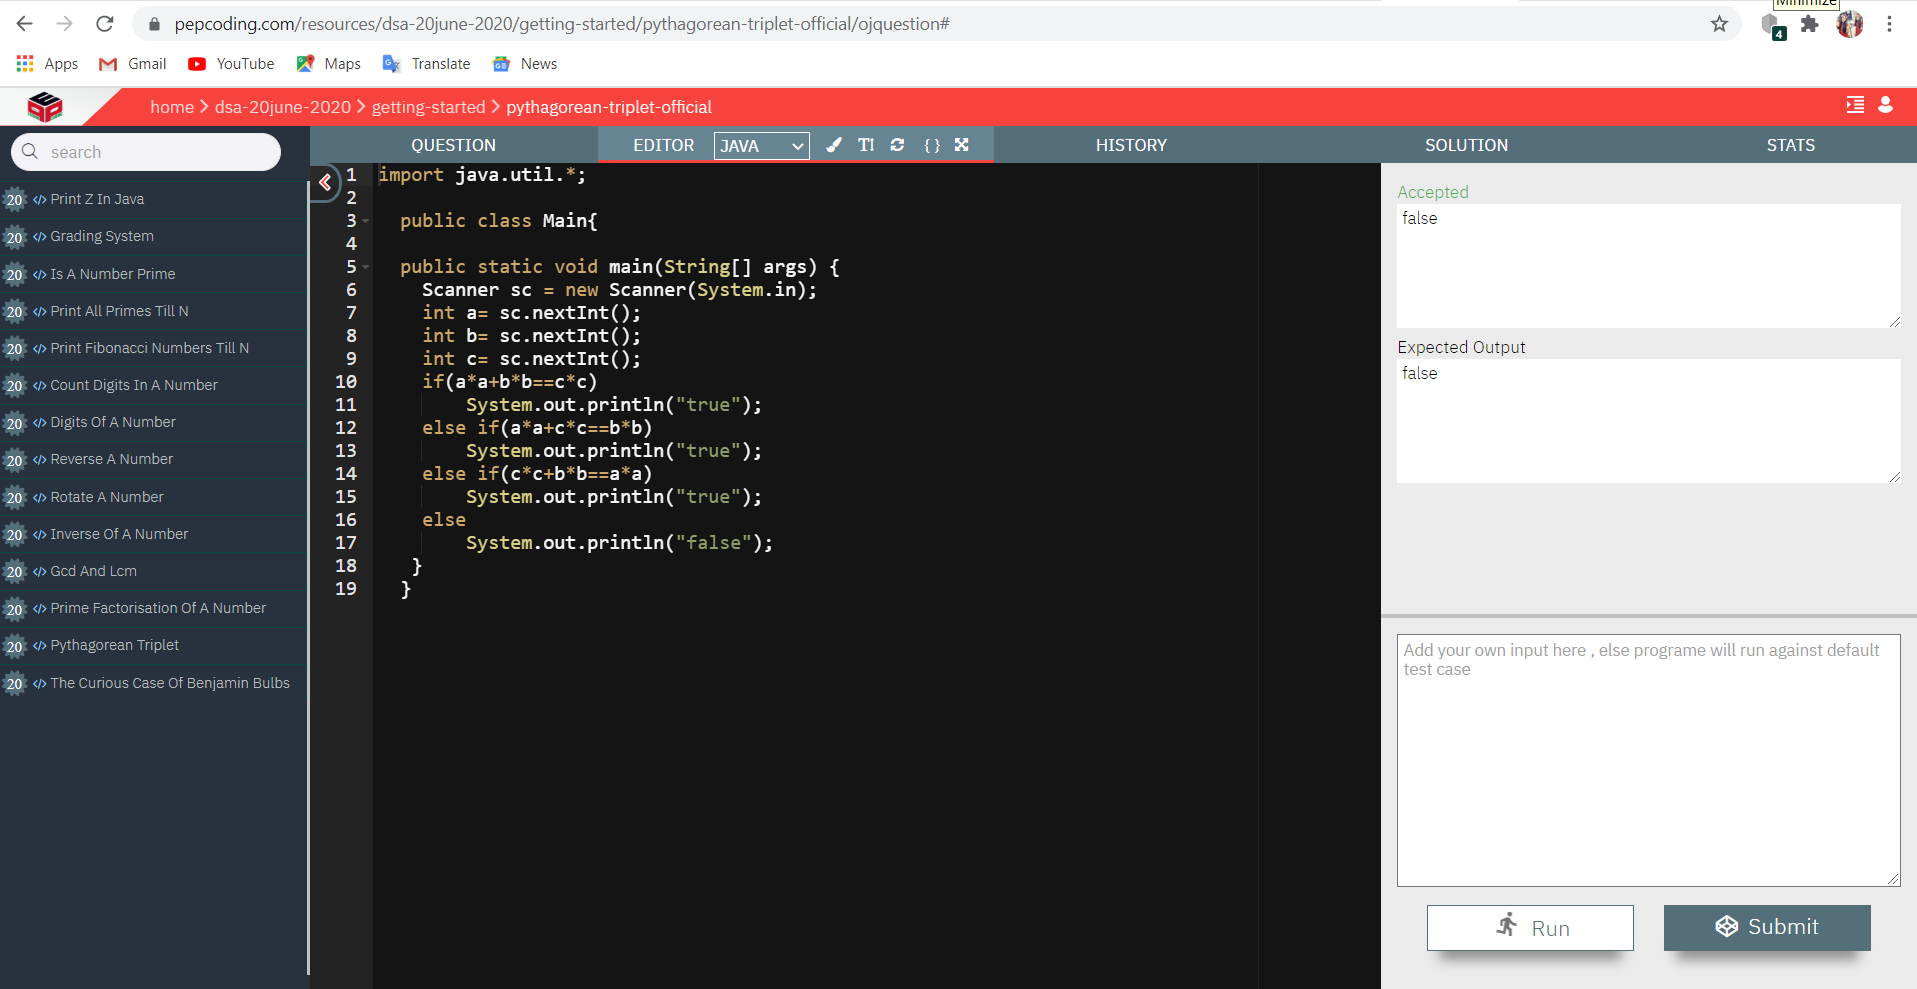 Minimize
pepcoding.com/resources/dsa-20june-2020/getting-started/pythagorean-triplet-official/ojquestion#
4
Apps Gmail YouTube Maps Translate News
PEP
home > dsa-20june-2020 > getting-started > pythagorean-triplet-official
search
QUESTION EDITOR JAVA T! { } HISTORY SOLUTION STATS
20 </> Print Z In Java
20 </> Grading System
20 </> Is A Number Prime
20 </> Print All Primes Till N
20 </> Print Fibonacci Numbers Till N
20 </> Count Digits In A Number
20 </> Digits Of A Number
20 </> Reverse A Number
20 </> Rotate A Number
20 </> Inverse Of A Number
20 </> Gcd And Lcm
20 </> Prime Factorisation Of A Number
20 </> Pythagorean Triplet
20 </> The Curious Case Of Benjamin Bulbs
1 import java.util.*;
2
3 public class Main{
4
5 public static void main(String[] args) {
6 Scanner sc = new Scanner(System.in);
7 int a= sc.nextInt();
8 int b= sc.nextInt();
9 int c= sc.nextInt();
10 if(a*a+b*b==c*c)
11 System.out.println("true");
12 else if(a*a+c*c==b*b)
13 System.out.println("true");
14 else if(c*c+b*b==a*a)
15 System.out.println("true");
16 else
17 System.out.println("false");
18 }
19 }
Accepted
false
Expected Output
false
Add your own input here , else programe will run against default
test case
Run
Submit